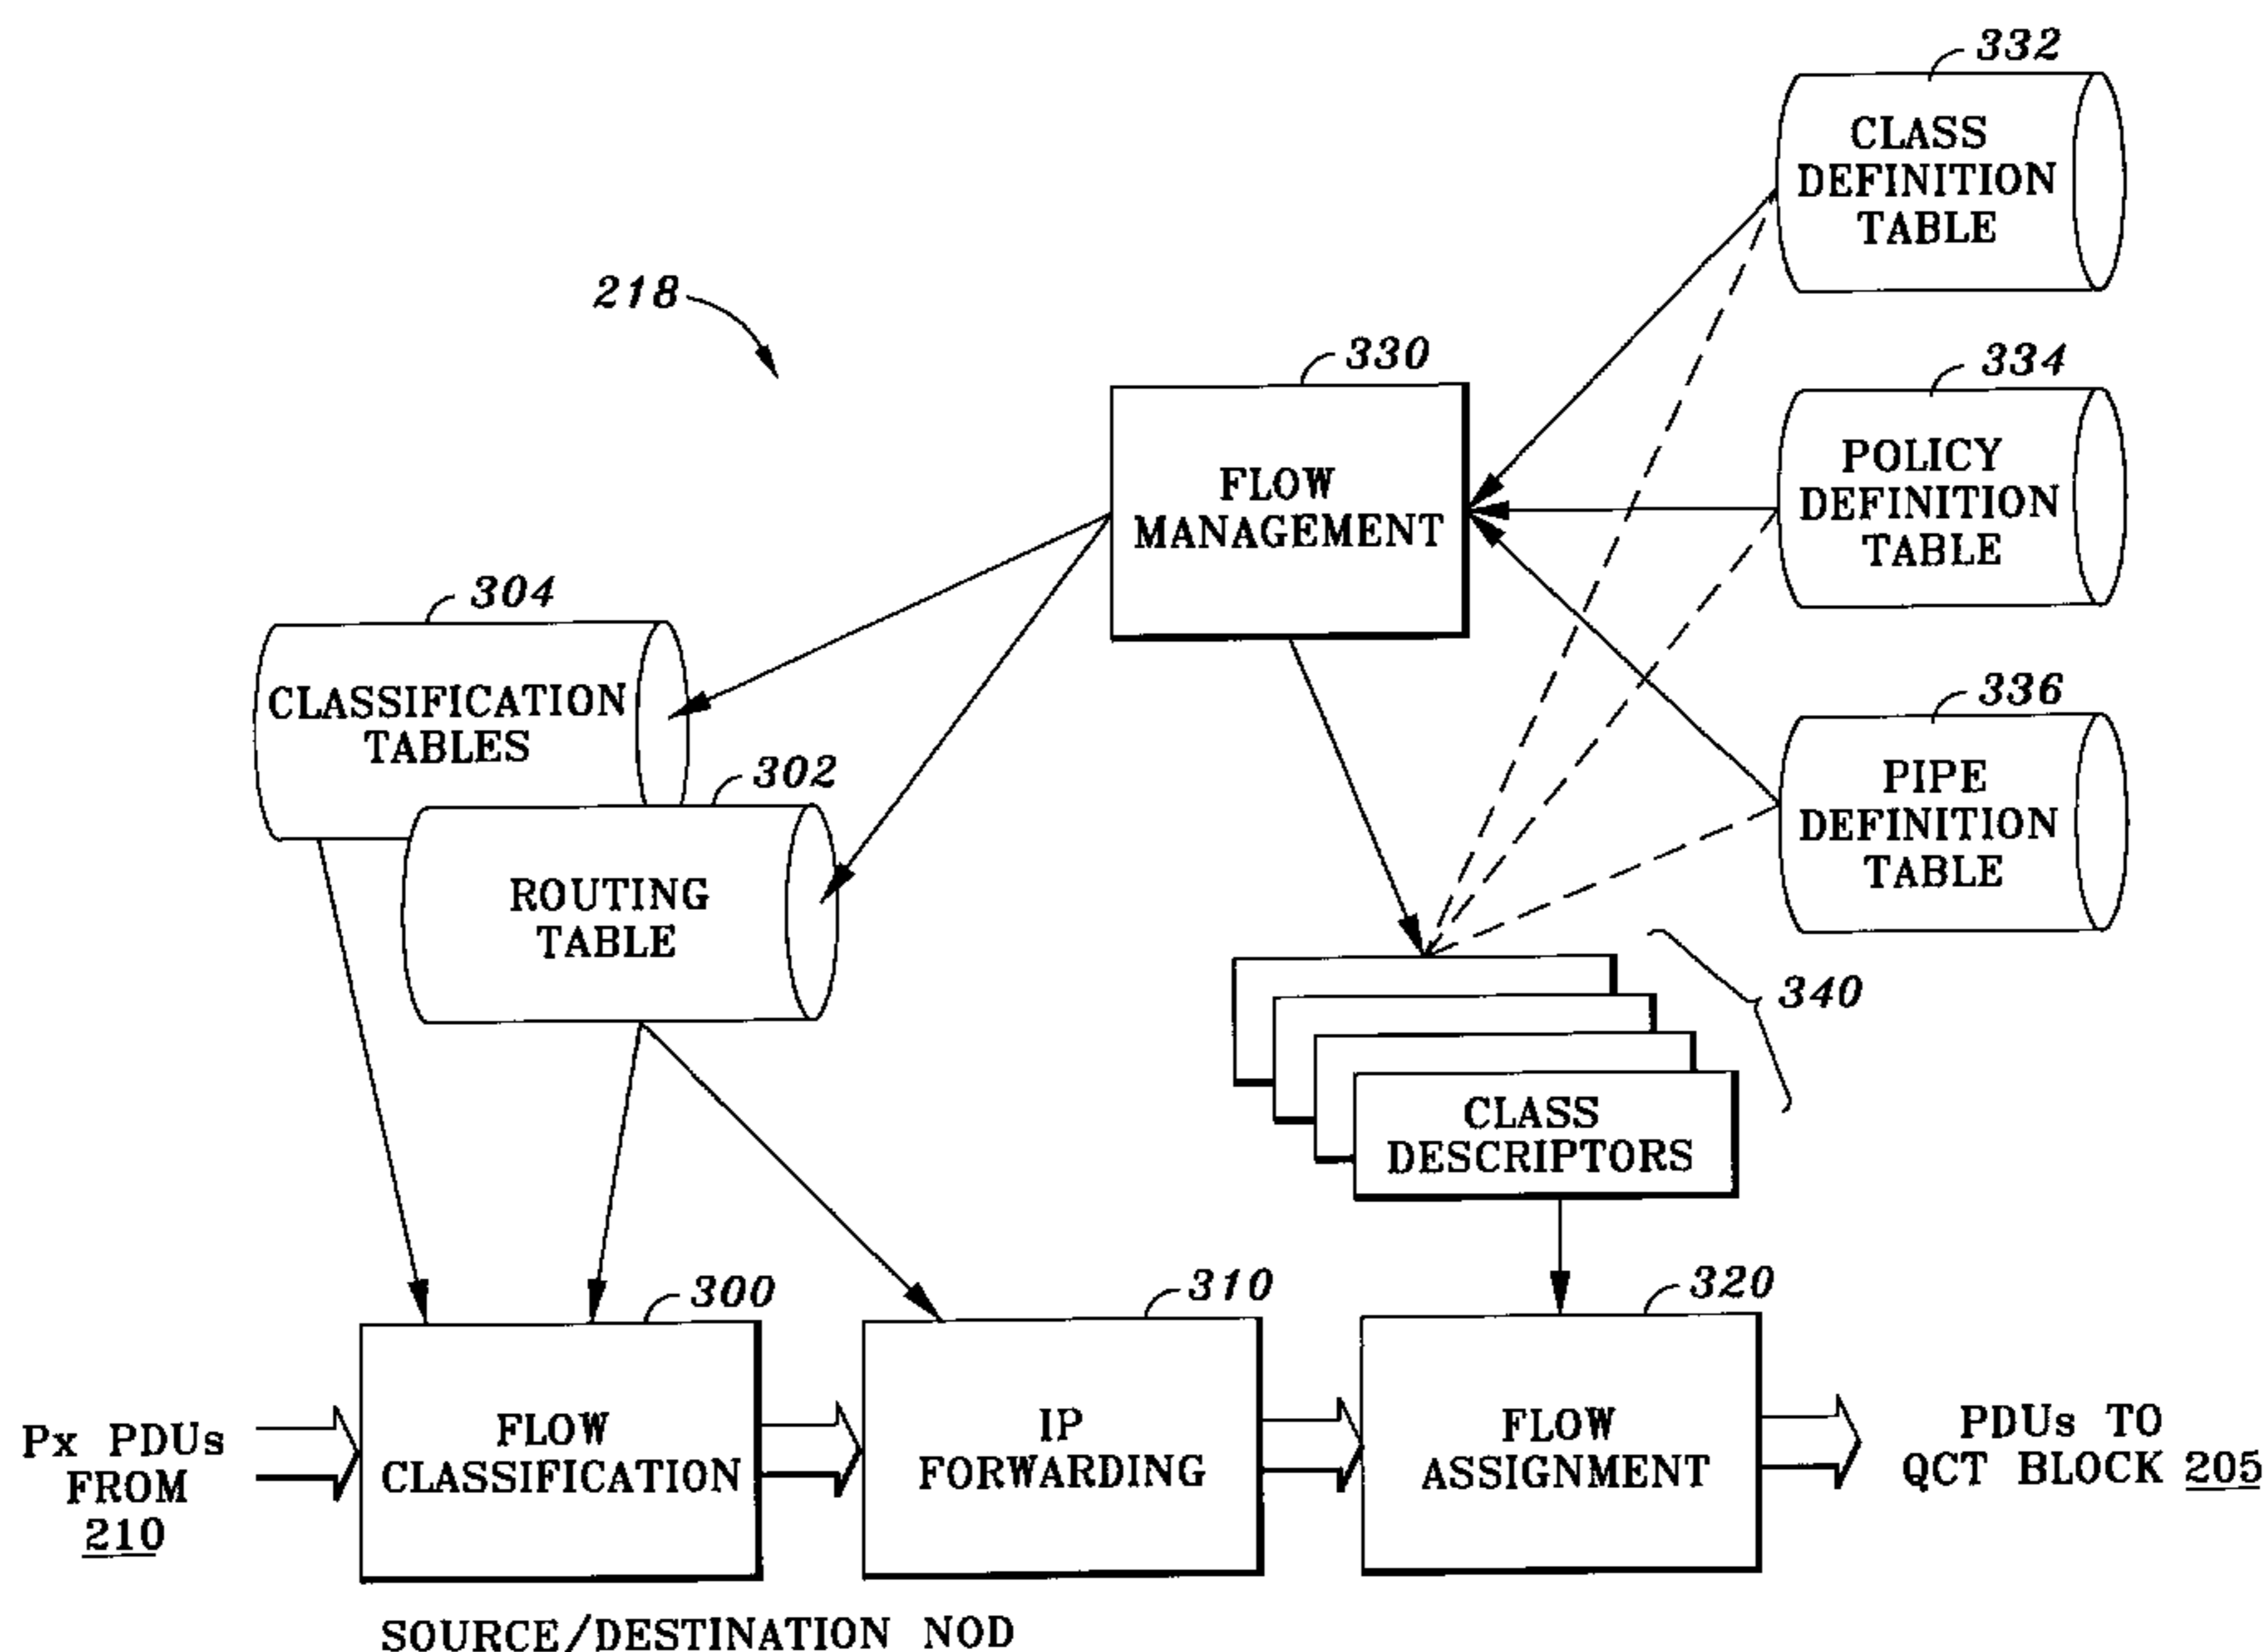 332
CLASS
DEFINITION
TABLE
218
330
334
FLOW
MANAGEMENT
POLICY
DEFINITION
TABLE
304
CLASSIFICATION
TABLES
336
302
PIPE
DEFINITION
TABLE
ROUTING
TABLE
340
CLASS
DESCRIPTORS
300
310
320
Px PDUs
FROM
210
FLOW
CLASSIFICATION
IP
FORWARDING
FLOW
ASSIGNMENT
PDUs TO
QCT BLOCK 205
SOURCE/DESTINATION NOD